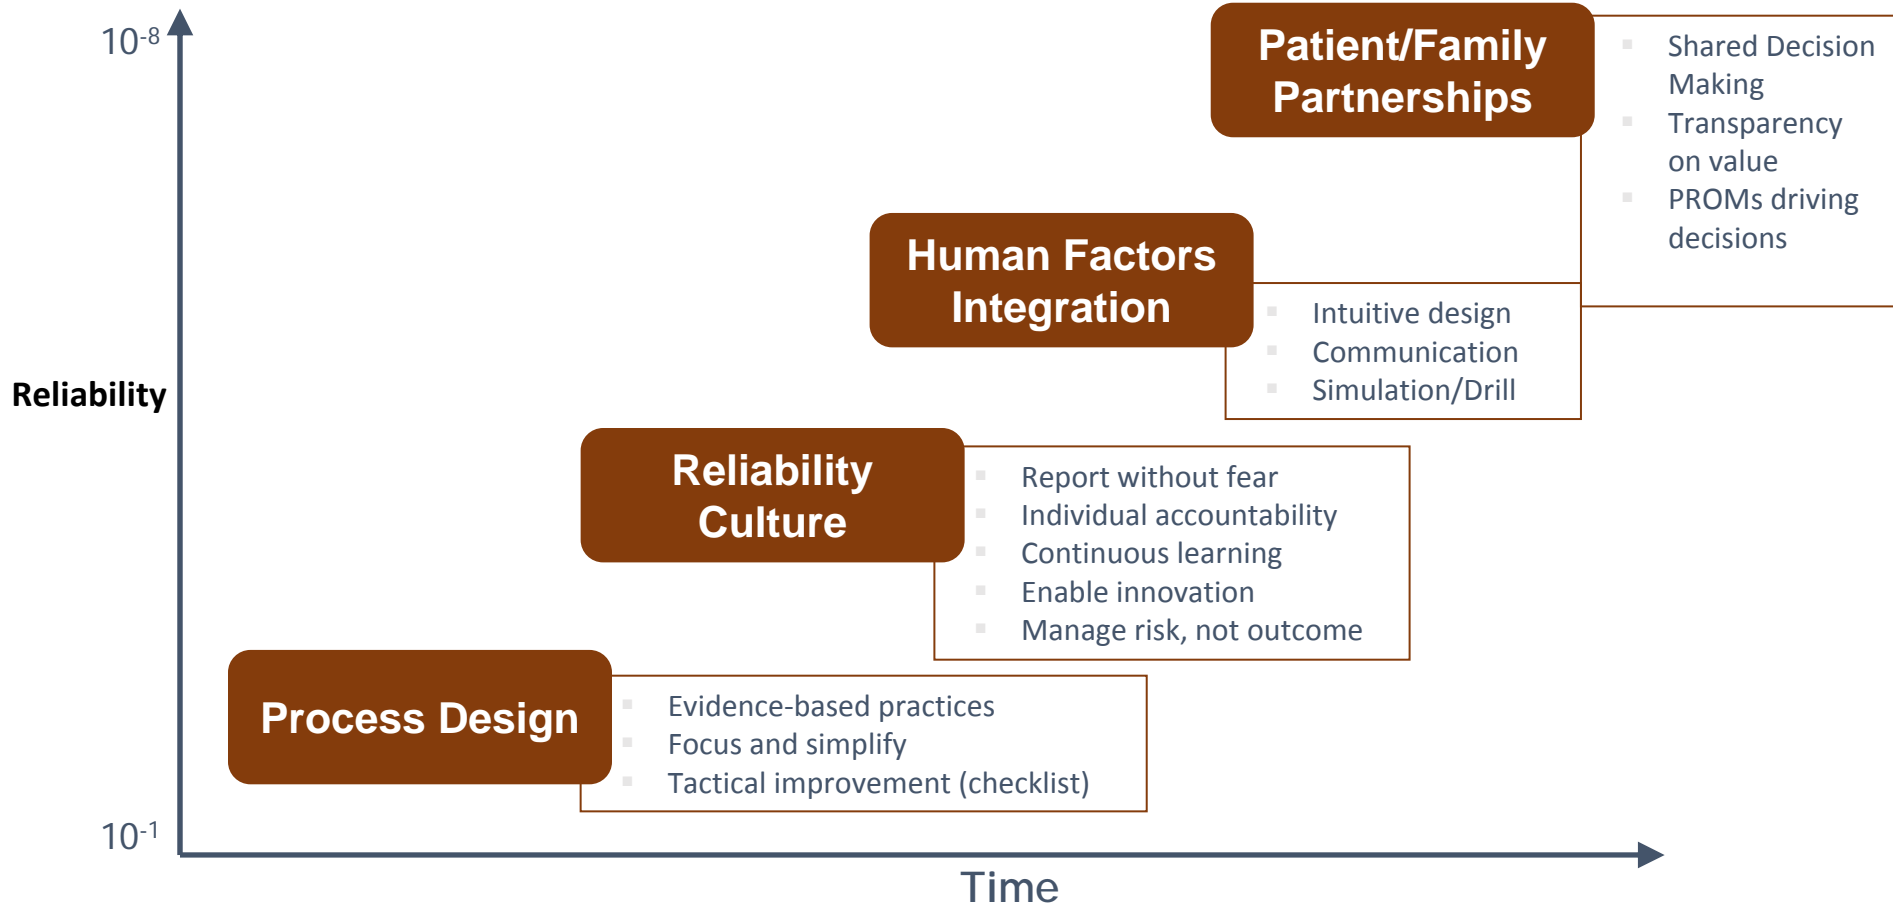 10-8
Patient/Family
Partnerships
Shared Decision
Making
Transparency
on value
PROMs driving
decisions
Human Factors
Integration
Intuitive design
Communication
Simulation/Drill
Reliability
Reliability
Culture
Report without fear
Individual accountability
Continuous learning
Enable innovation
Manage risk, not outcome
Process Design
Evidence-based practices
Focus and simplify
Tactical improvement (checklist)
10-1
Time